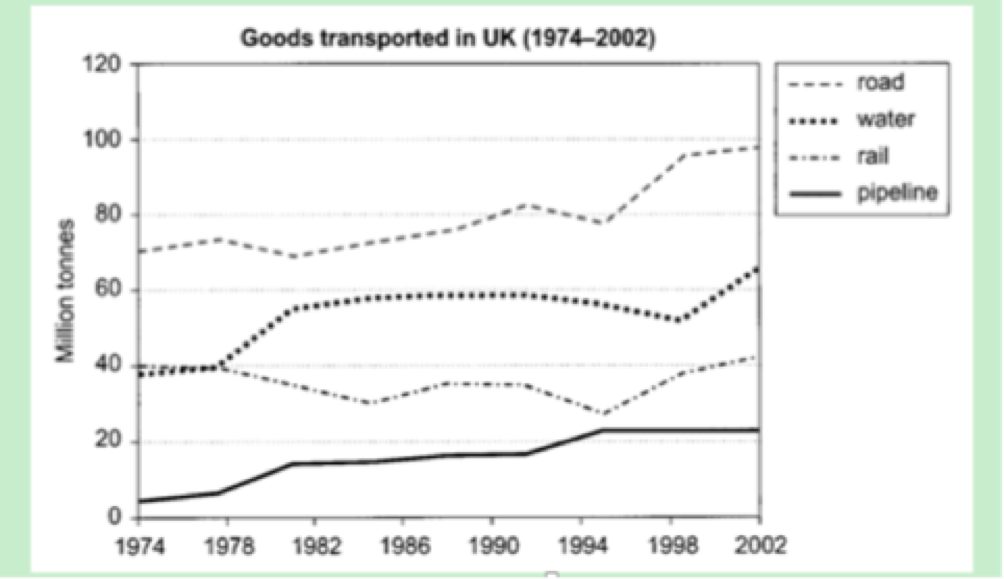 Goods transported in UK (1974–2002)
120
100
80
60
40
20
0
Million tonnes
1974 1978 1982 1986 1990 1994 1998 2002
road
water
rail
pipeline